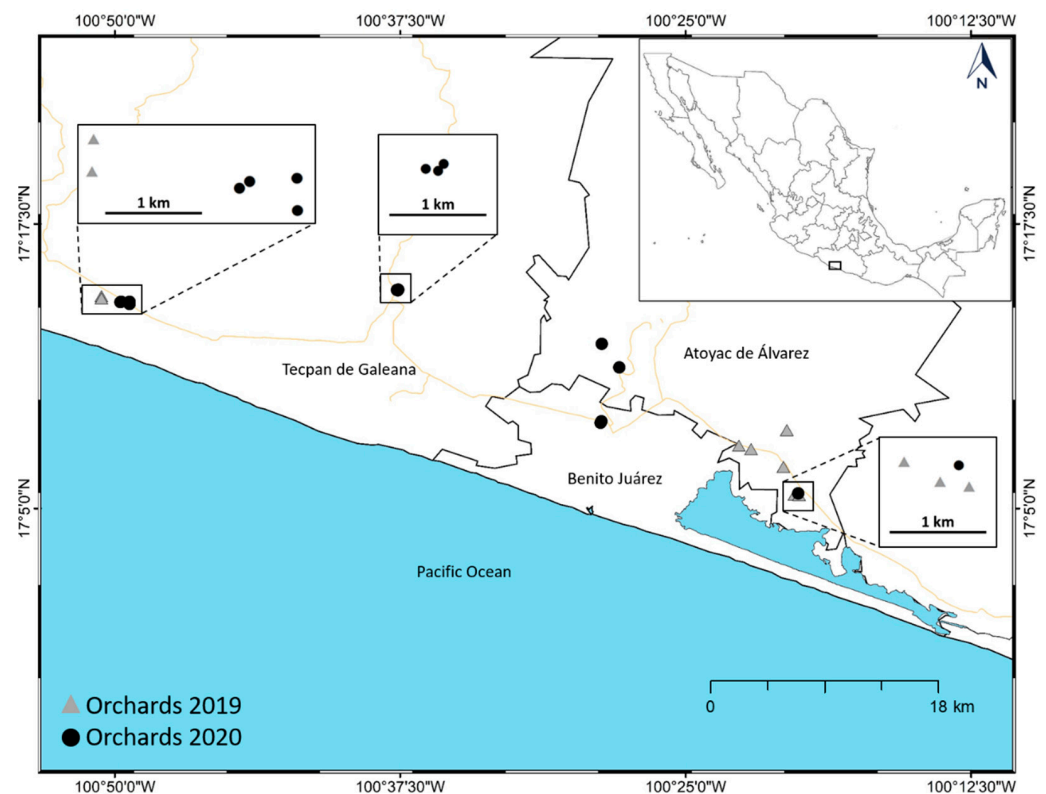 100°50'0"W 100°37'30"W 100°25'0"W 100°12'30"W
N
1 km
1 km
17°17'30"N
17°17'30"N
Atoyac de Álvarez
Tecpan de Galeana
Benito Juárez
1 km
17°5'0"N
17°5'0"N
Pacific Ocean
Orchards 2019
Orchards 2020
0 18 km
100°50'0"W 100°37'30"W 100°25'0"W 100°12'30"W